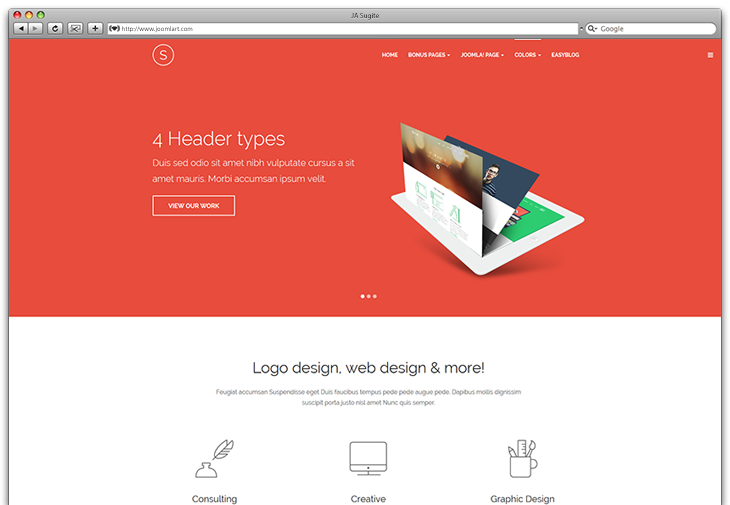 JA Sugite
http://www.joomlart.com
Google
S
HOME BONUS PAGES JOOMLA! PAGE COLORS EASYBLOG
4 Header types
Duis sed odio sit amet nibh vulputate cursus a sit
amet mauris. Morbi accumsan ipsum velit.
VIEW OUR WORK
Logo design, web design & more!
Feugiat accumsan Suspendisse eget Duis faucibus tempus pede pede augue pede. Dapibus mollis dignissim
suscipit porta justo nisl amet Nunc quis semper.
Consulting
Creative
Graphic Design